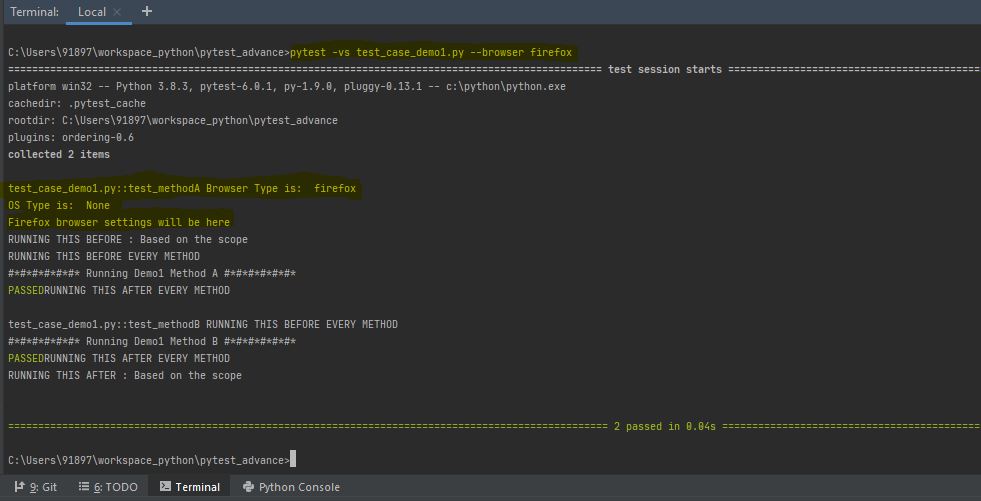 Terminal: Local × +
C:\Users\91897\workspace_python\pytest_advance>pytest -vs test_case_demo1.py --browser firefox
=================================================================================================== test session starts ===========================================
platform win32 -- Python 3.8.3, pytest-6.0.1, py-1.9.0, pluggy-0.13.1 -- c:\python\python.exe
cachedir: .pytest_cache
rootdir: C:\Users\91897\workspace_python\pytest_advance
plugins: ordering-0.6
collected 2 items
test_case_demo1.py::test_methodA Browser Type is:  firefox
OS Type is:  None
Firefox browser settings will be here
RUNNING THIS BEFORE : Based on the scope
RUNNING THIS BEFORE EVERY METHOD
#*#*#*#*#*#* Running Demo1 Method A #*#*#*#*#*#*
PASSEDRUNNING THIS AFTER EVERY METHOD
test_case_demo1.py::test_methodB RUNNING THIS BEFORE EVERY METHOD
#*#*#*#*#*#* Running Demo1 Method B #*#*#*#*#*#*
PASSEDRUNNING THIS AFTER EVERY METHOD
RUNNING THIS AFTER : Based on the scope
==================================================================================================== 2 passed in 0.04s ============================================
C:\Users\91897\workspace_python\pytest_advance>
9: Git 6: TODO Terminal Python Console